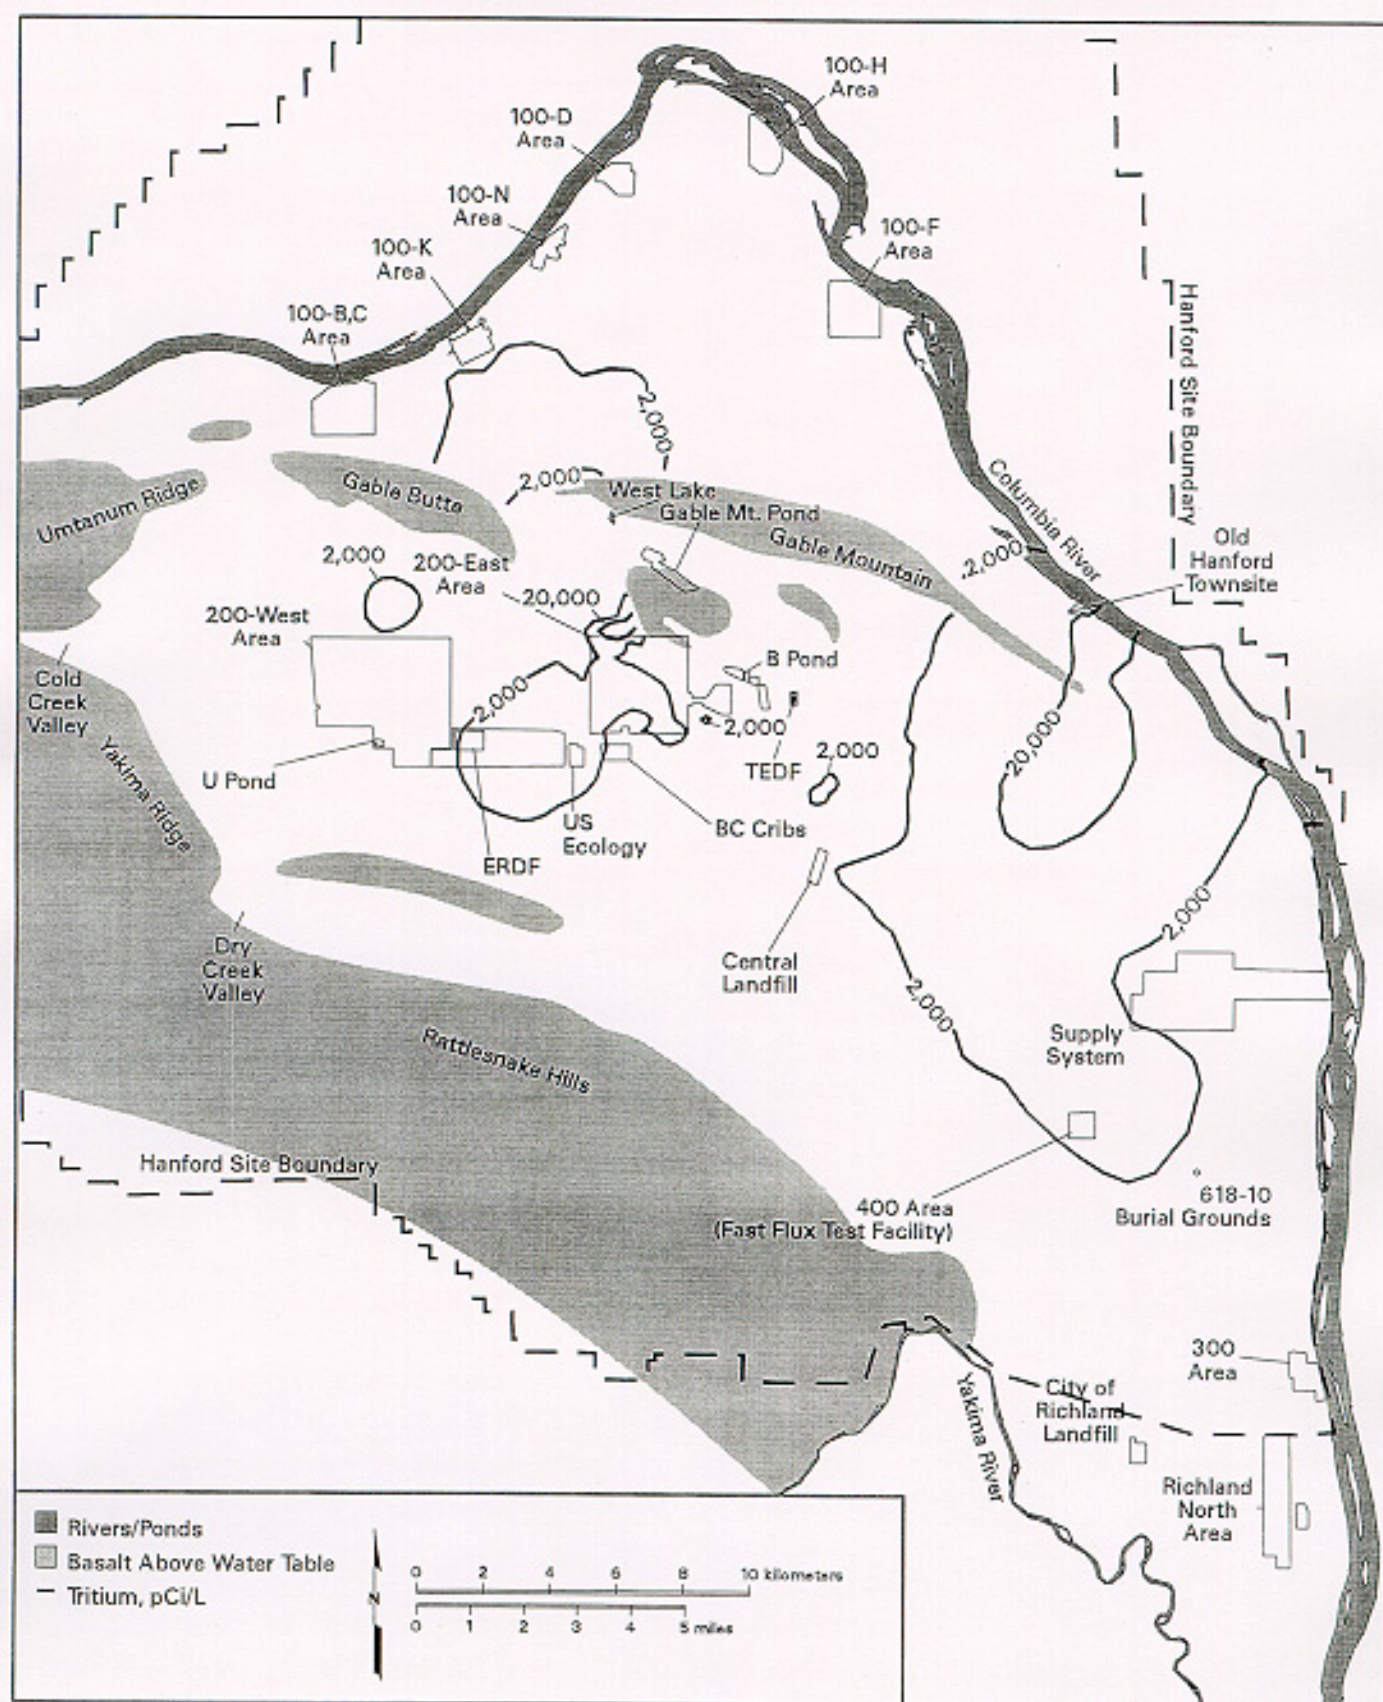 100-H
Area
100-D
Area
100-N
Area
100-F
Area
100-K
Area
100-B,C
Area
Hanford Site Boundary
2,000
Columbia River
Umtanum Ridge
Gable Butte
2,000
West Lake
Gable Mt. Pond
Gable Mountain
2,000
Old
Hanford
Townsite
2,000
200-East
Area
20,000
200-West
Area
B Pond
Cold
Creek
Valley
2,000
2,000
20,000
2,000
TEDF
U Pond
Yakima Ridge
US
Ecology
BC Cribs
ERDF
2,000
Dry
Creek
Valley
Central
Landfill
2,000
Supply
System
Rattlesnake Hills
Hanford Site Boundary
400 Area
(Fast Flux Test Facility)
618-10
Burial Grounds
300
Area
City of
Richland
Landfill
Yakima River
Richland
North
Area
Rivers/Ponds
Basalt Above Water Table
Tritium, pCi/L
N
0 2 4 6 8 10 kilometers
0 1 2 3 4 5 miles